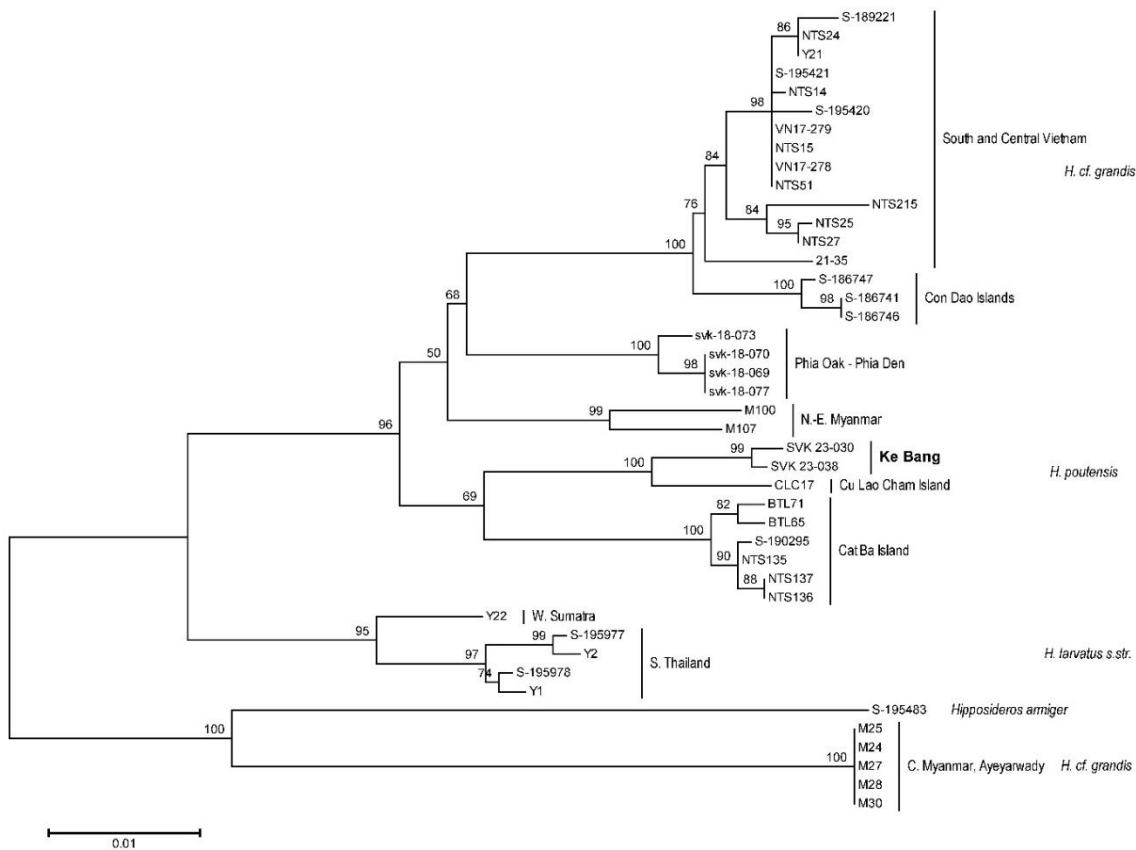 86
S-189221
NTS24
Y21
S-195421
NTS14
98
S-195420
VN17-279
NTS15
VN17-278
NTS51
South and Central Vietnam
H. cf. grandis
84
84
NTS215
95
NTS25
NTS27
76
21-35
100
100
S-186747
98
S-186741
S-186746
Con Dao Islands
68
100
svk-18-073
98
svk-18-070
svk-18-069
svk-18-077
Phia Oak - Phia Den
50
99
M100
M107
N.-E. Myanmar
96
99
SVK 23-030
SVK 23-038
Ke Bang
100
CLC17
Cu Lao Cham Island
H. poutensis
69
82
BTL71
BTL65
100
90
S-190295
NTS135
88
NTS137
NTS136
Cat Ba Island
95
Y22
W. Sumatra
99
S-195977
Y2
97
74
S-195978
Y1
S. Thailand
H. larvatus s.str.
100
S-195483
Hipposideros armiger
100
M25
M24
M27
M28
M30
C. Myanmar, Ayeyarwady
H. cf. grandis
0.01